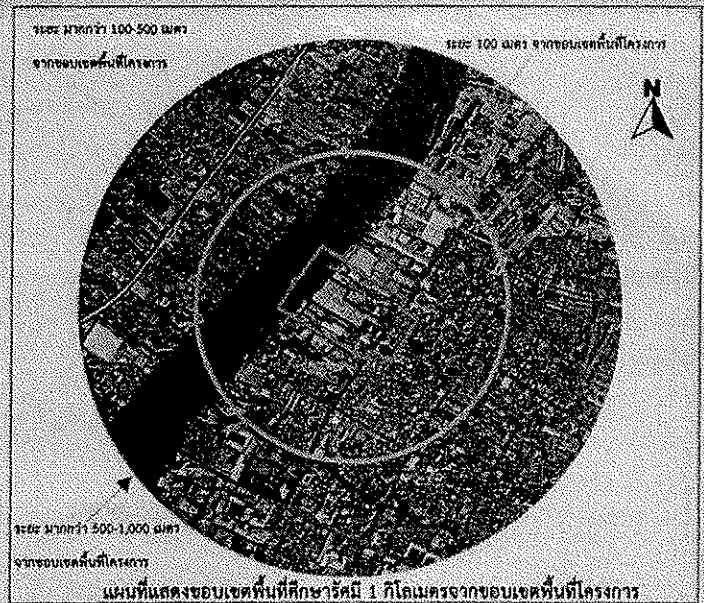 ระยะ มากกว่า 100-500 เมตร
จากขอบเขตพื้นที่โครงการ
ระยะ 100 เมตร จากขอบเขตพื้นที่โครงการ
N
ระยะ มากกว่า 500-1,000 เมตร
จากขอบเขตพื้นที่โครงการ
แผนที่แสดงขอบเขตพื้นที่ศึกษารัศมี 1 กิโลเมตรจากขอบเขตพื้นที่โครงการ